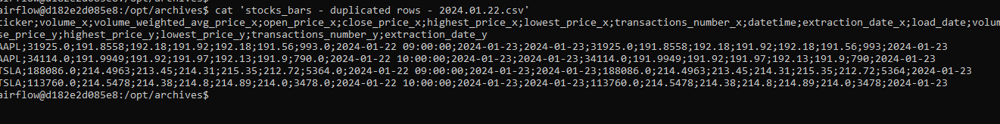 airflow@d182e2d085e8:/opt/archives$ cat 'stocks_bars - duplicated rows - 2024.01.22.csv'
ticker;volume_x;volume_weighted_avg_price_x;open_price_x;close_price_x;highest_price_x;lowest_price_x;transactions_number_x;datetime;extraction_date_x;load_date;volum
se_price_y;highest_price_y;lowest_price_y;transactions_number_y;extraction_date_y
AAPL;31925.0;191.8558;192.18;191.92;192.18;191.56;993.0;2024-01-22 09:00:00;2024-01-23;2024-01-23;31925.0;191.8558;192.18;191.92;192.18;191.56;993;2024-01-23
AAPL;34114.0;191.9949;191.92;191.97;192.13;191.9;790.0;2024-01-22 10:00:00;2024-01-23;2024-01-23;34114.0;191.9949;191.92;191.97;192.13;191.9;790;2024-01-23
TSLA;188086.0;214.4963;213.45;214.31;215.35;212.72;5364.0;2024-01-22 09:00:00;2024-01-23;2024-01-23;188086.0;214.4963;213.45;214.31;215.35;212.72;5364;2024-01-23
TSLA;113760.0;214.5478;214.38;214.8;214.89;214.0;3478.0;2024-01-22 10:00:00;2024-01-23;2024-01-23;113760.0;214.5478;214.38;214.8;214.89;214.0;3478;2024-01-23
airflow@d182e2d085e8:/opt/archives$